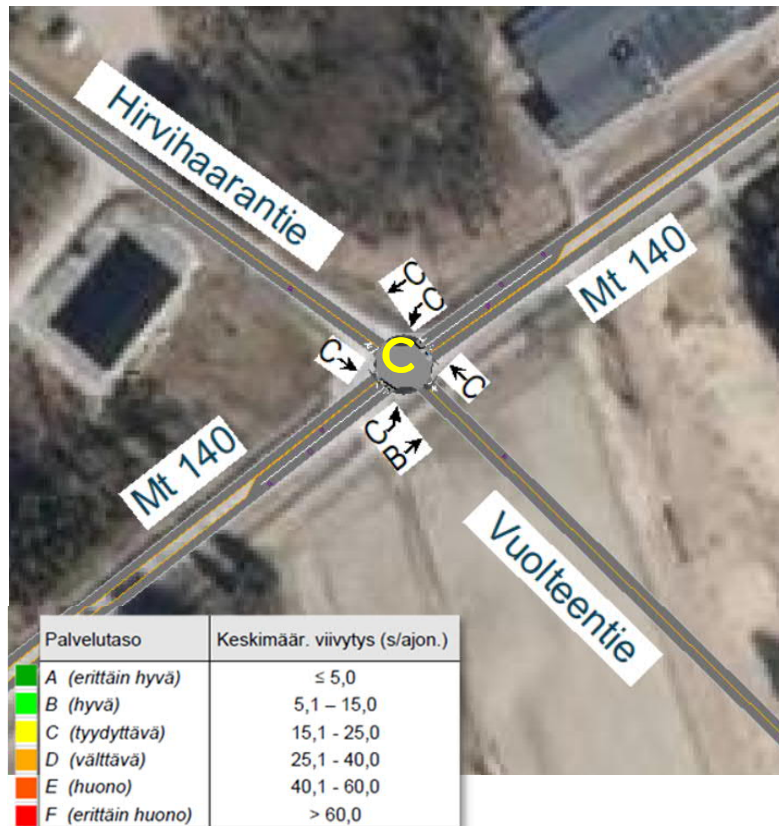 Hirvihaarantie
Mt 140
C
C
C
C
C
C
B
Mt 140
Vuolteentie
Palvelutaso Keskimäär. viivytys (s/ajon.)
A (erittäin hyvä) ≤ 5,0
B (hyvä) 5,1 – 15,0
C (tyydyttävä) 15,1 - 25,0
D (välttävä) 25,1 - 40,0
E (huono) 40,1 - 60,0
F (erittäin huono) > 60,0